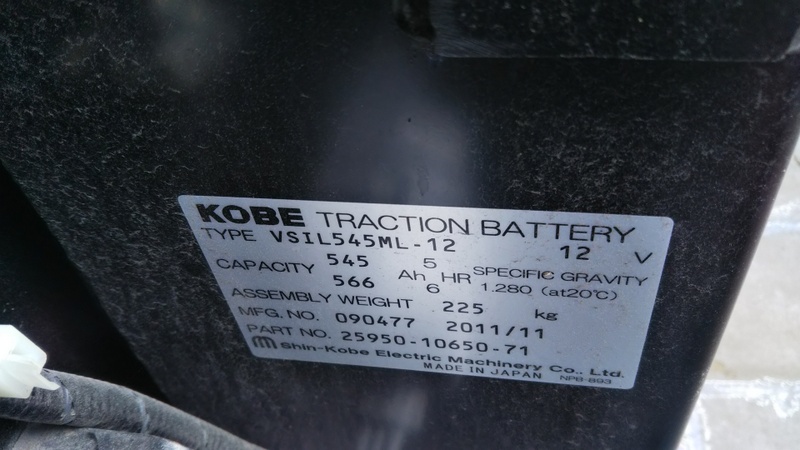 KOBE TRACTION BATTERY
TYPE VSIL545ML-12 12 V
CAPACITY 545 5
566 Ah 6 HR SPECIFIC GRAVITY 1.280 (at20℃)
ASSEMBLY WEIGHT 225 kg
MFG. NO. 090477 2011/11
PART NO. 25950-10650-71
Shin-Kobe Electric Machinery Co., Ltd.
MADE IN JAPAN NPB-893